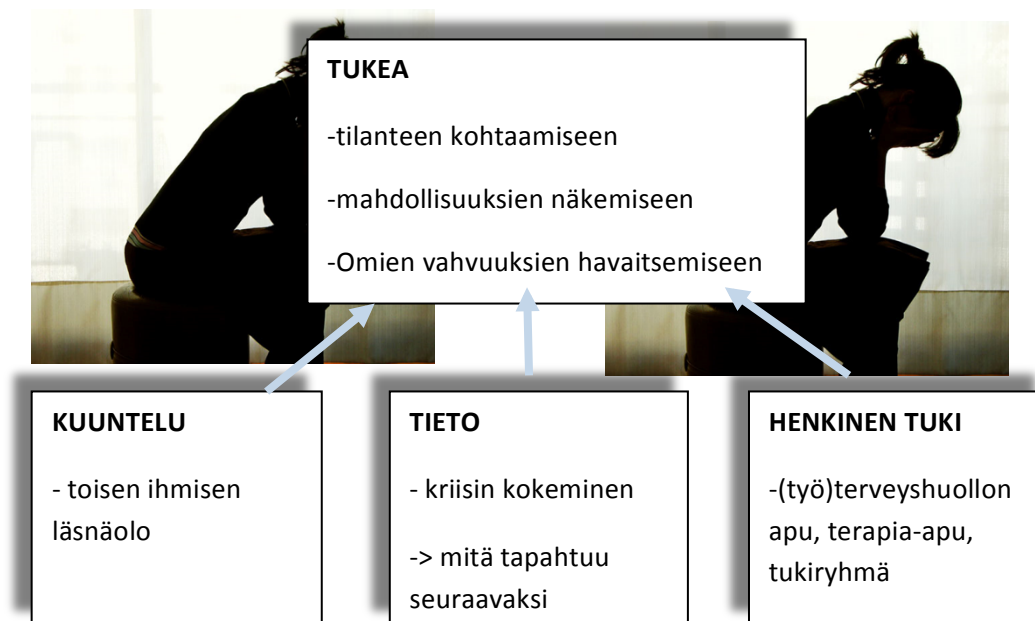 TUKEA
-tilanteen kohtaamiseen
-mahdollisuuksien näkemiseen
-Omien vahvuuksien havaitsemiseen
KUUNTELU
- toisen ihmisen
läsnäolo
TIETO
- kriisin kokeminen
-> mitä tapahtuu
seuraavaksi
HENKINEN TUKI
-(työ)terveyshuollon
apu, terapia-apu,
tukiryhmä